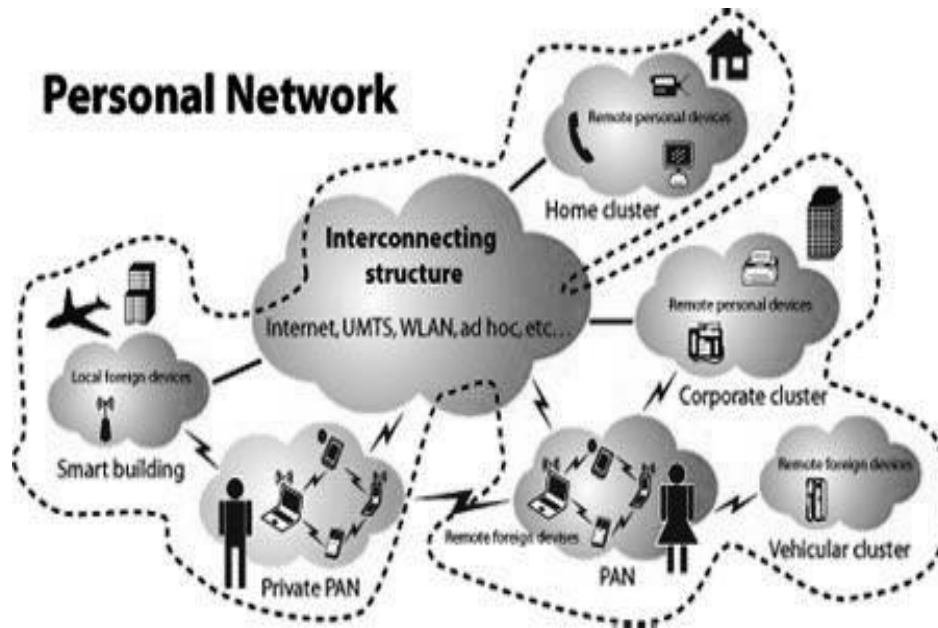 Personal Network
Remote personal devices
Home cluster
Interconnecting
structure
Internet, UMTS, WLAN, ad hoc, etc...
Remote personal devices
Corporate cluster
Local foreign devices
Smart building
Private PAN
Remote foreign devises
PAN
Remote foreign devices
Vehicular cluster